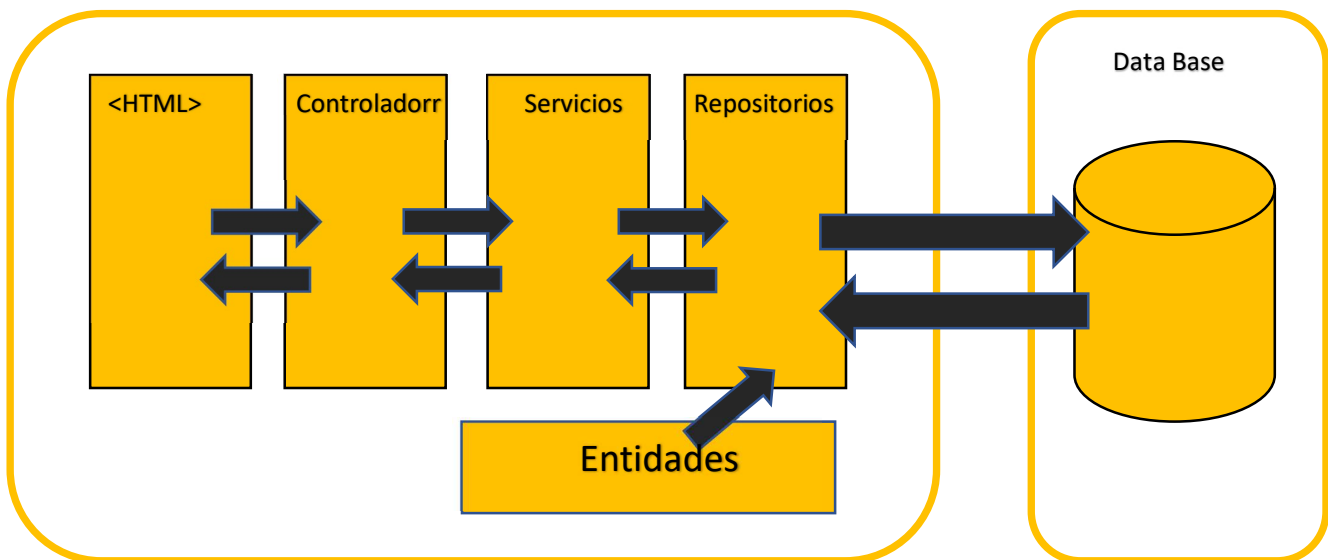 Data Base
<HTML>
Controladorr
Servicios
Repositorios
Entidades